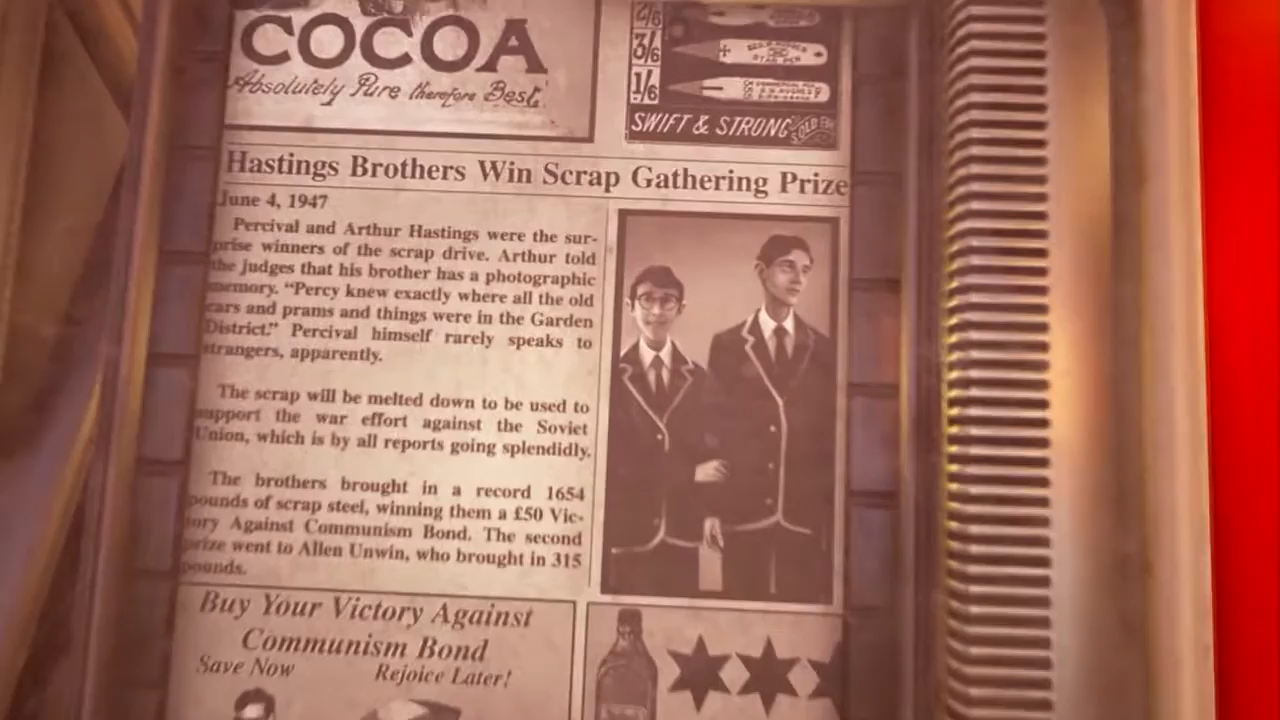 COCOA
Absolutely Pure therefore Best
2/6
3/6
1/6
SWIFT & STRONG
Hastings Brothers Win Scrap Gathering Prize
June 4, 1947
Percival and Arthur Hastings were the sur-
prise winners of the scrap drive. Arthur told
the judges that his brother has a photographic
memory. “Percy knew exactly where all the old
cars and prams and things were in the Garden
District.” Percival himself rarely speaks to
strangers, apparently.
The scrap will be melted down to be used to
support the war effort against the Soviet
Union, which is by all reports going splendidly.
The brothers brought in a record 1654
pounds of scrap steel, winning them a £50 Vic-
tory Against Communism Bond. The second
prize went to Allen Unwin, who brought in 315
pounds.
Buy Your Victory Against
Communism Bond
Save Now Rejoice Later!